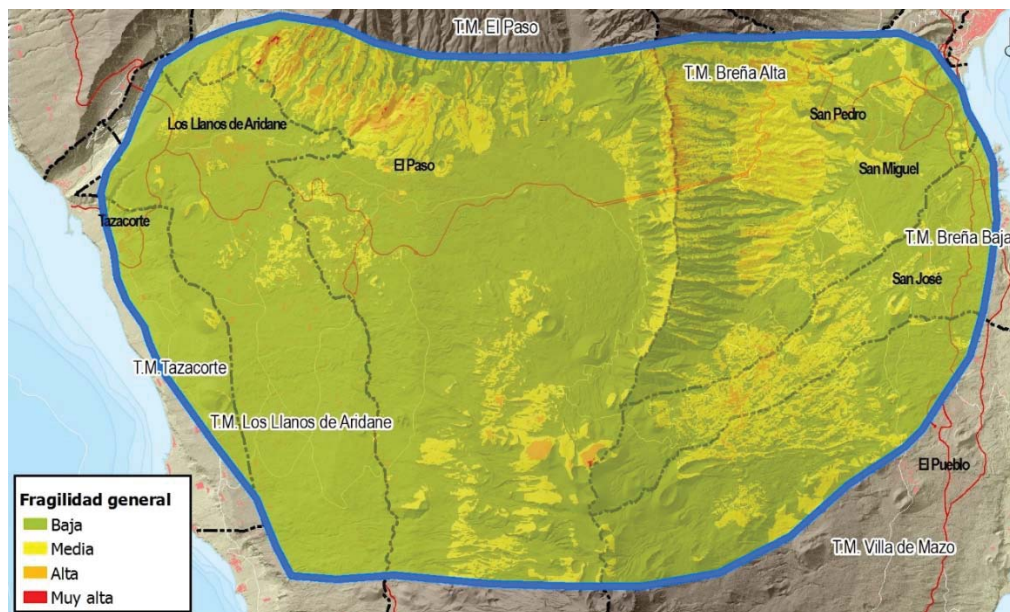 T.M. El Paso
T.M. Breña Alta
San Pedro
Los Llanos de Aridane
El Paso
San Miguel
Tazacorte
T.M. Breña Baja
San José
T.M.Tazacorte
T.M. Los Llanos de Aridane
El Pueblo
T.M. Villa de Mazo
Fragilidad general
Baja
Media
Alta
Muy alta